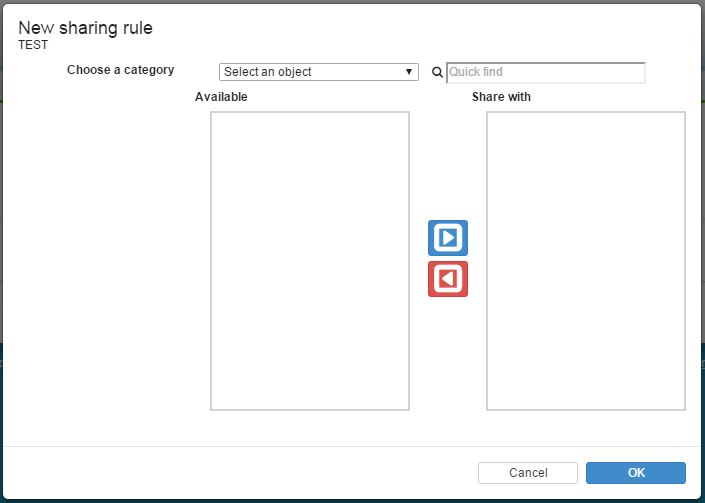 New sharing rule
TEST
Choose a category
Select an object
Quick find
Available
Share with
Cancel
OK